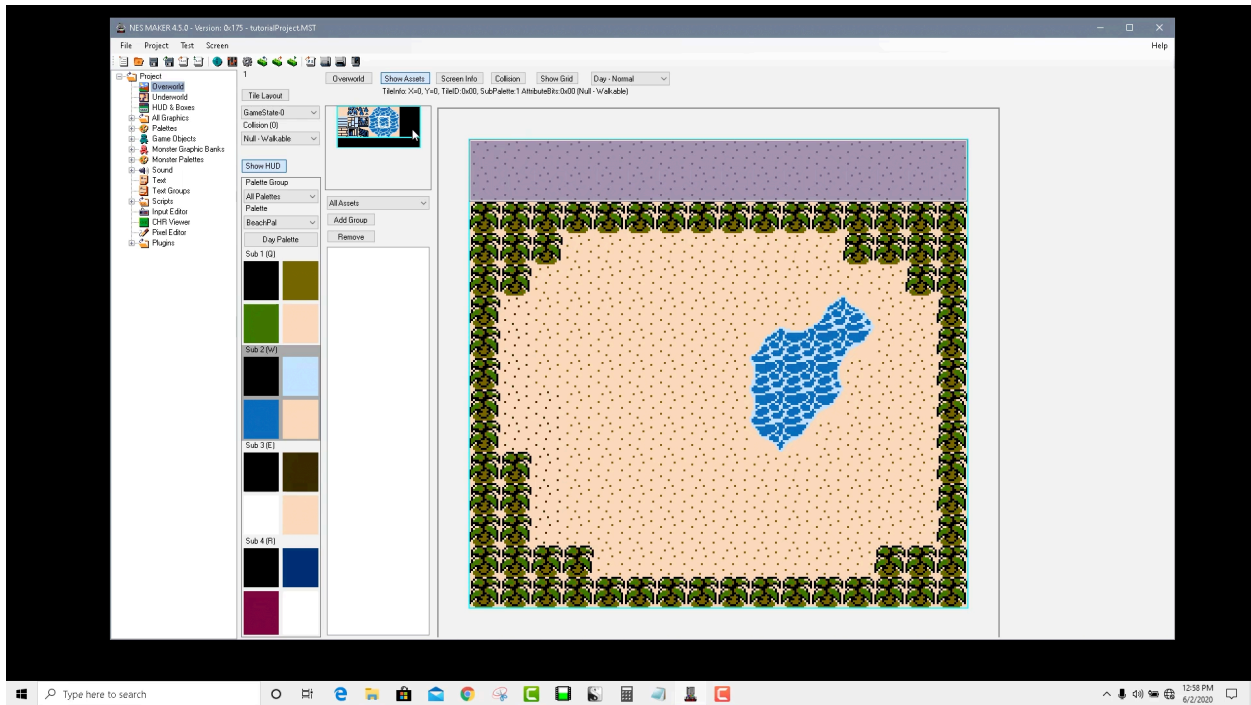 NES MAKER 4.5.0 - Version: 0x175 - tutorialProject.MST
File Project Test Screen Help
Project
Overworld
Underworld
HUD & Boxes
All Graphics
Palettes
Game Objects
Monster Graphic Banks
Monster Palettes
Sound
Text
Text Groups
Scripts
Input Editor
CHR Viewer
Pixel Editor
Plugins
1
Tile Layout
GameState-0
Collision (0)
Null - Walkable
Show HUD
Palette Group
All Palettes
Palette
BeachPal
Day Palette
Sub 1 (Q)
Sub 2 (W)
Sub 3 (E)
Sub 4 (R)
Overworld Show Assets Screen Info Collision Show Grid Day - Normal
TileInfo: X=0, Y=0, TileID:0x00, SubPalette:1 AttributeBits:0x00 (Null - Walkable)
All Assets
Add Group
Remove
Type here to search
12:58 PM
6/2/2020